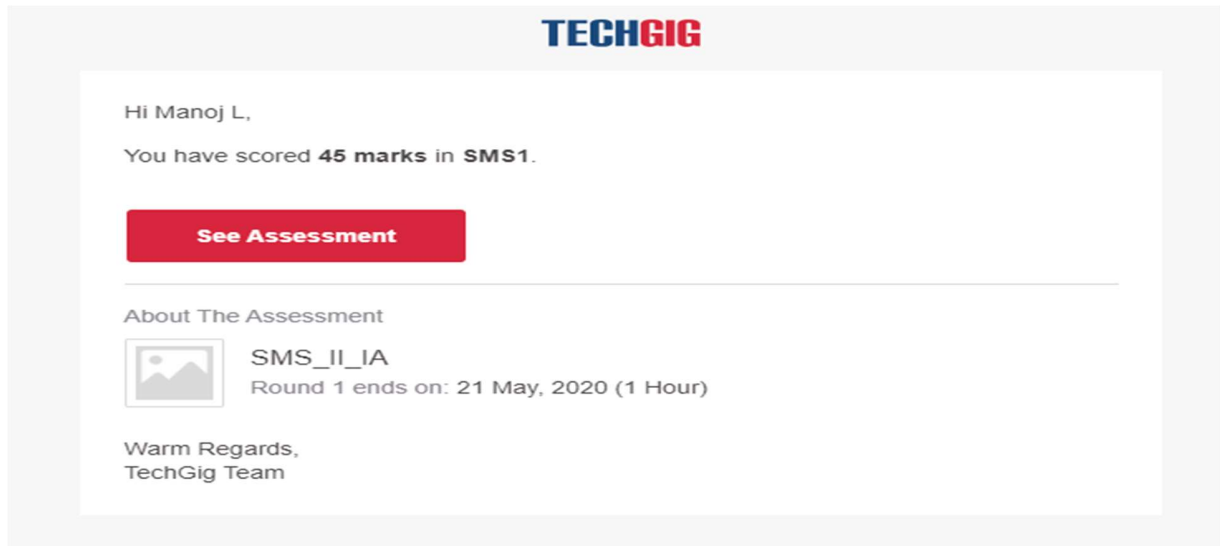 TECHGIG
Hi Manoj L,
You have scored 45 marks in SMS1.
See Assessment
About The Assessment
SMS_II_IA
Round 1 ends on: 21 May, 2020 (1 Hour)
Warm Regards,
TechGig Team